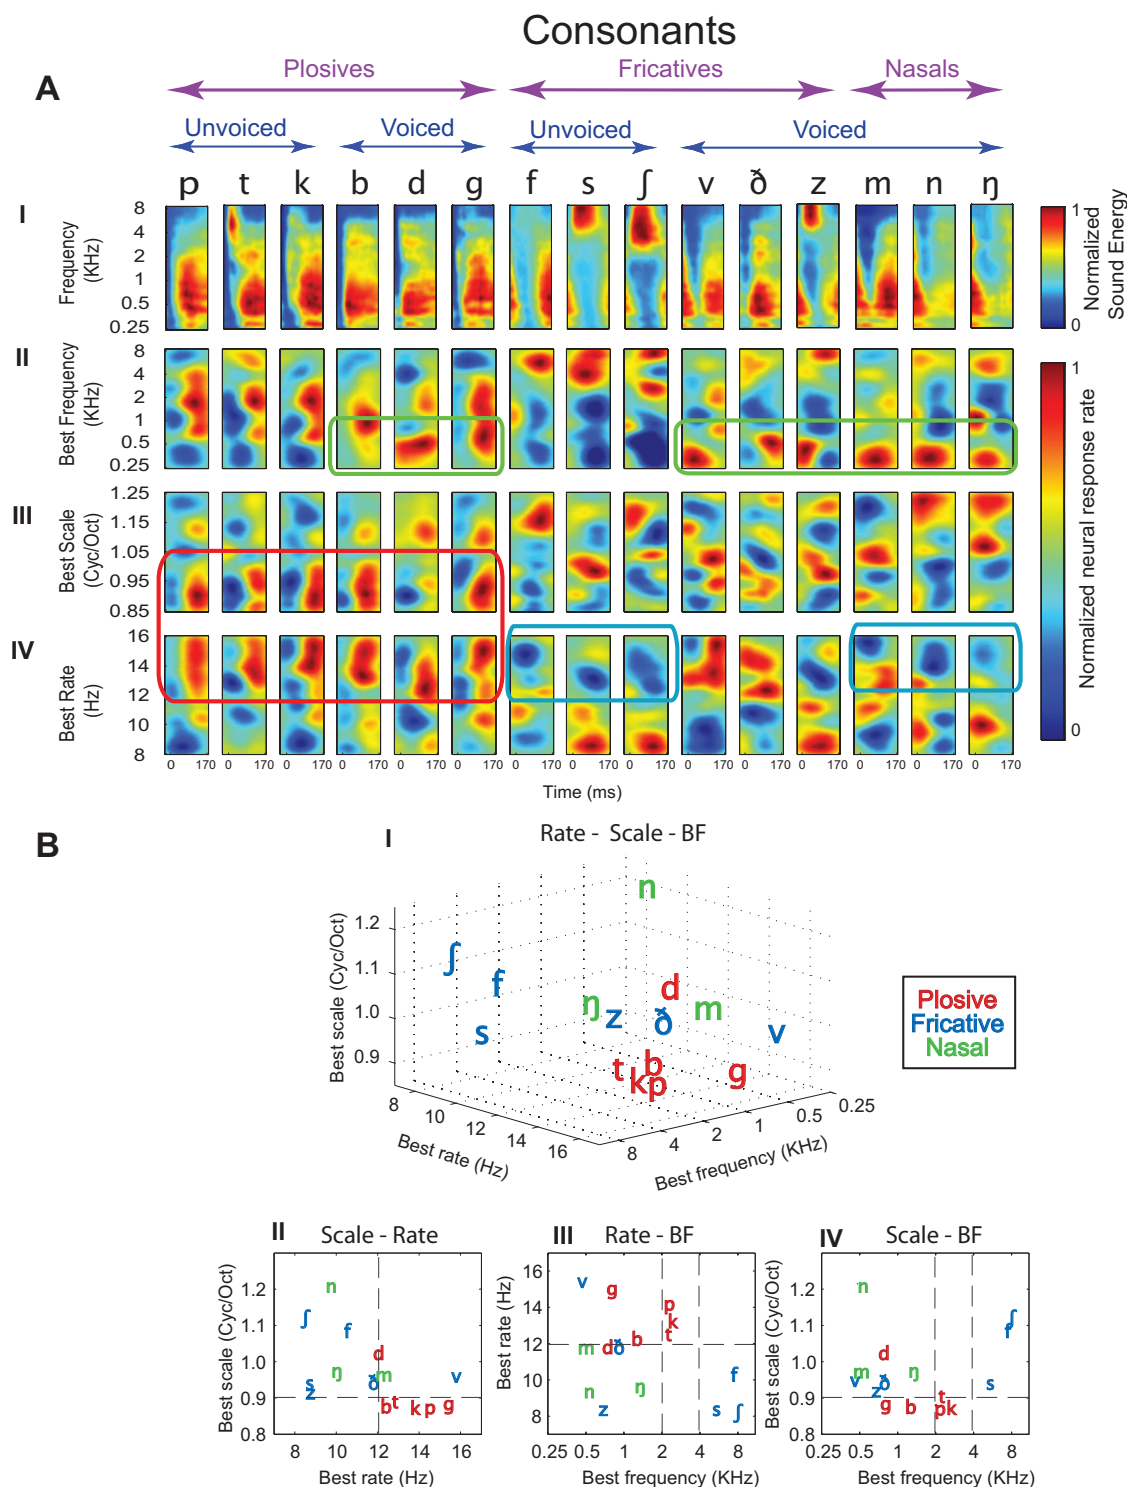 Consonants
A
Plosives Fricatives Nasals
Unvoiced Voiced Unvoiced Voiced
p t k b d g f s ʃ v ð z m n ŋ
I
Frequency
(KHz)
8
4
2
1
0.5
0.25
1
0
Normalized
Sound Energy
II
Best Frequency
(KHz)
8
4
2
1
0.5
0.25
III
Best Scale
(Cyc/Oct)
1.25
1.15
1.05
0.95
0.85
IV
Best Rate
(Hz)
16
14
12
10
8
1
0
Normalized neural response rate
0 170 0 170 0 170 0 170 0 170 0 170 0 170 0 170 0 170 0 170 0 170 0 170 0 170 0 170 0 170
Time (ms)
B
I
Rate - Scale - BF
Best scale (Cyc/Oct)
1.2
1.1
1.0
0.9
n
ʃ
f
d
ŋ z ð m
s
v
t b
k p
g
8 10 12 14 16
Best rate (Hz)
8 4 2 1 0.5 0.25
Best frequency (KHz)
Plosive
Fricative
Nasal
II
Scale - Rate
Best scale (Cyc/Oct)
1.2
1.1
1.0
0.9
0.8
n
ʃ f
d
ŋ m v
s ð
z
b t k p g
8 10 12 14 16
Best rate (Hz)
III
Rate - BF
Best rate (Hz)
16
14
12
10
8
v g
p
k
t
b
m d ð
n ŋ f
z s ʃ
0.25 0.5 1 2 4 8
Best frequency (KHz)
IV
Scale - BF
Best scale (Cyc/Oct)
1.2
1.1
1.0
0.9
0.8
n
ʃ
f
d
m ŋ
v z ð s
g b t
p k
0.25 0.5 1 2 4 8
Best frequency (KHz)